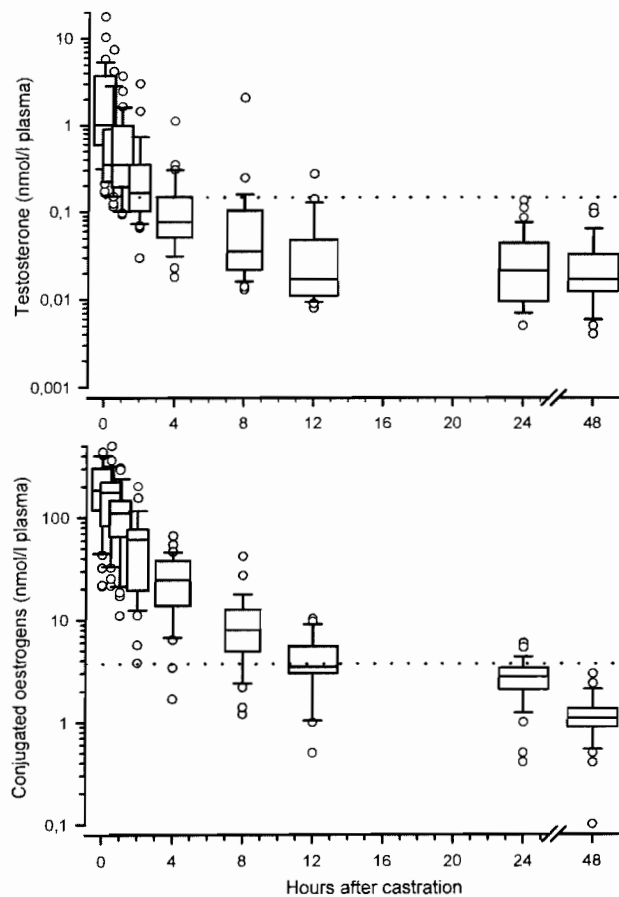 Testosterone (nmol/l plasma)
10
1
0,1
0,01
0,001
0 4 8 12 16 20 24 48
Conjugated oestrogens (nmol/l plasma)
100
10
1
0,1
0 4 8 12 16 20 24 48
Hours after castration